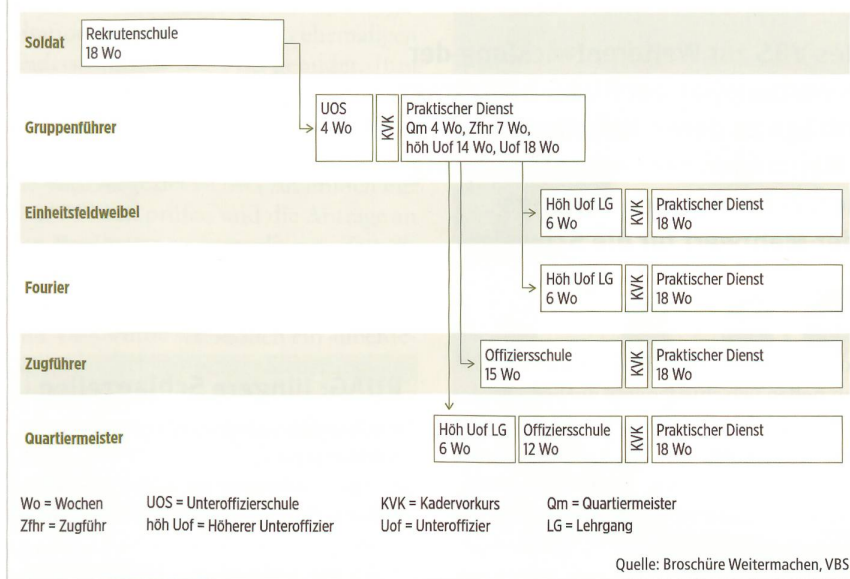 Soldat
Rekrutenschule
18 Wo
Gruppenführer
UOS
4 Wo
KVK
Praktischer Dienst
Qm 4 Wo, Zfhr 7 Wo,
höh Uof 14 Wo, Uof 18 Wo
Einheitsfeldweibel
Höh Uof LG
6 Wo
KVK
Praktischer Dienst
18 Wo
Fourier
Höh Uof LG
6 Wo
KVK
Praktischer Dienst
18 Wo
Zugführer
Offiziersschule
15 Wo
KVK
Praktischer Dienst
18 Wo
Quartiermeister
Höh Uof LG
6 Wo
Offiziersschule
12 Wo
KVK
Praktischer Dienst
18 Wo
Wo = Wochen
UOS = Unteroffizierschule
KVK = Kadervorkurs
Qm = Quartiermeister
Zfhr = Zugführ
höh Uof = Höherer Unteroffizier
Uof = Unteroffizier
LG = Lehrgang
Quelle: Broschüre Weitermachen, VBS